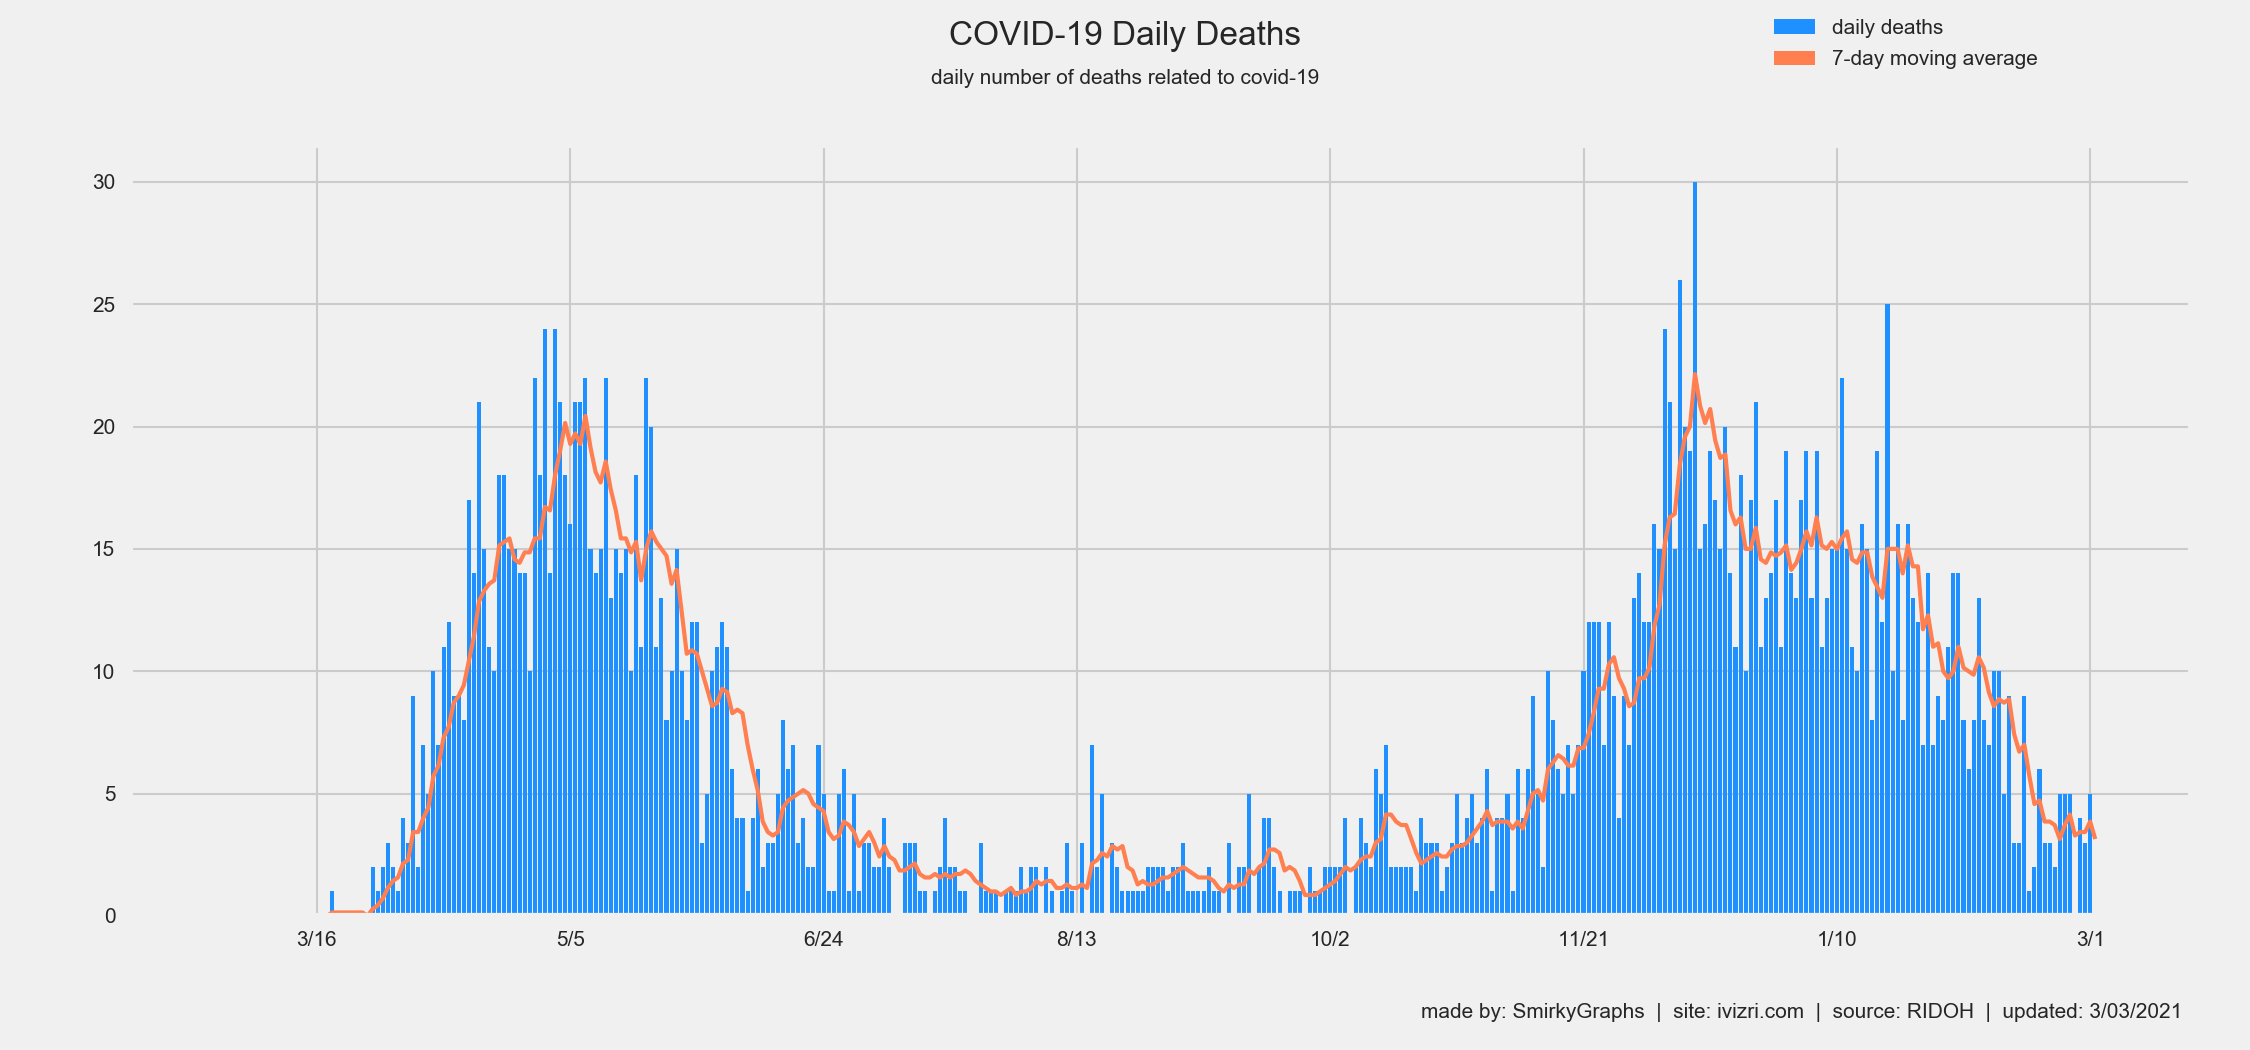 COVID-19 Daily Deaths
daily number of deaths related to covid-19
daily deaths
7-day moving average
30
25
20
15
10
5
0
3/16 5/5 6/24 8/13 10/2 11/21 1/10 3/1
made by: SmirkyGraphs | site: ivizri.com | source: RIDOH | updated: 3/03/2021